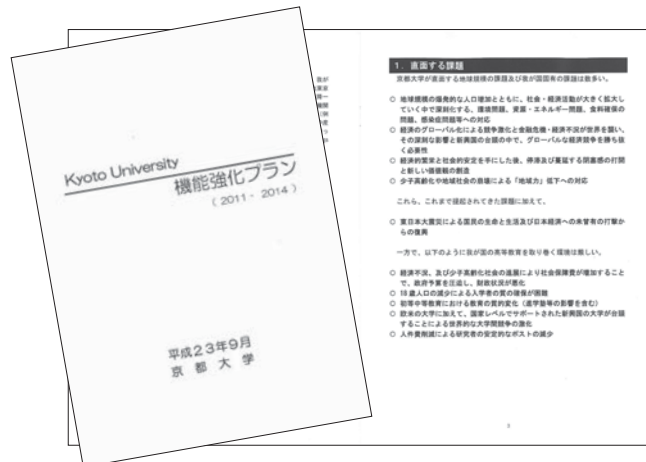 Kyoto University
機能強化プラン
(2011-2014)
平成23年9月
京都大学
1. 直面する課題
京都大学が直面する地球規模の課題及び我が国固有の課題は数多い。
○ 地球規模の爆発的な人口増加とともに、社会・経済活動が大きく拡大し
ていく中で深刻化する、環境問題、資源・エネルギー問題、食料確保の
問題、感染症問題等への対応
○ 経済のグローバル化による競争激化と金融危機・経済不況が世界を襲い、
その深刻な影響と新興国の台頭の中で、グローバルな経済競争を勝ち抜
く必要性
○ 経済的繁栄と社会的安定を手にした後、停滞及び蔓延する閉塞感の打開
と新しい価値観の創造
○ 少子高齢化や地域社会の崩壊による「地域力」低下への対応
これら、これまで提起されてきた課題に加えて、
○ 東日本大震災による国民の生命と生活及び日本経済への未曾有の打撃か
らの復興
一方で、以下のように我が国の高等教育を取り巻く環境は厳しい。
○ 経済不況、及び少子高齢化社会の進展により社会保障費が増加すること
で、政府予算を圧迫し、財政状況が悪化
○ 18歳人口の減少による入学者の質の確保が困難
○ 初等中等教育における教育の質的変化（進学塾等の影響を含む）
○ 欧米の大学に加えて、国家レベルでサポートされた新興国の大学が台頭
することによる世界的な大学間競争の激化
○ 人件費削減による研究者の安定的なポストの減少